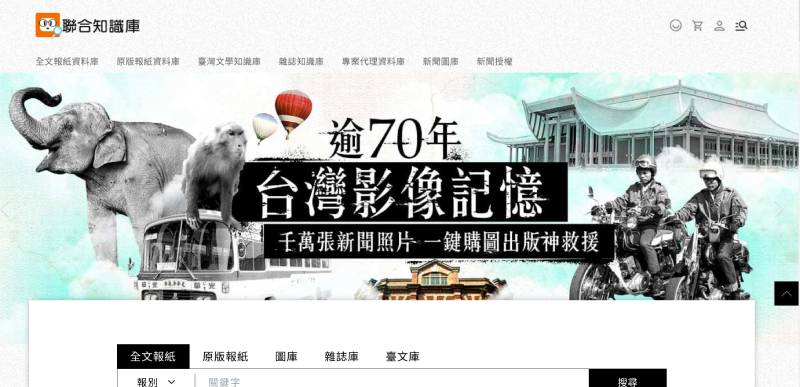 聯合知識庫
全文報紙資料庫 原版報紙資料庫 臺灣文學知識庫 雜誌知識庫 專案代理資料庫 新聞圖庫 新聞授權
逾70年
台灣影像記憶
千萬張新聞照片 一鍵購圖出版神救援
全文報紙 原版報紙 圖庫 雜誌庫 臺文庫
報別 關鍵字 搜尋